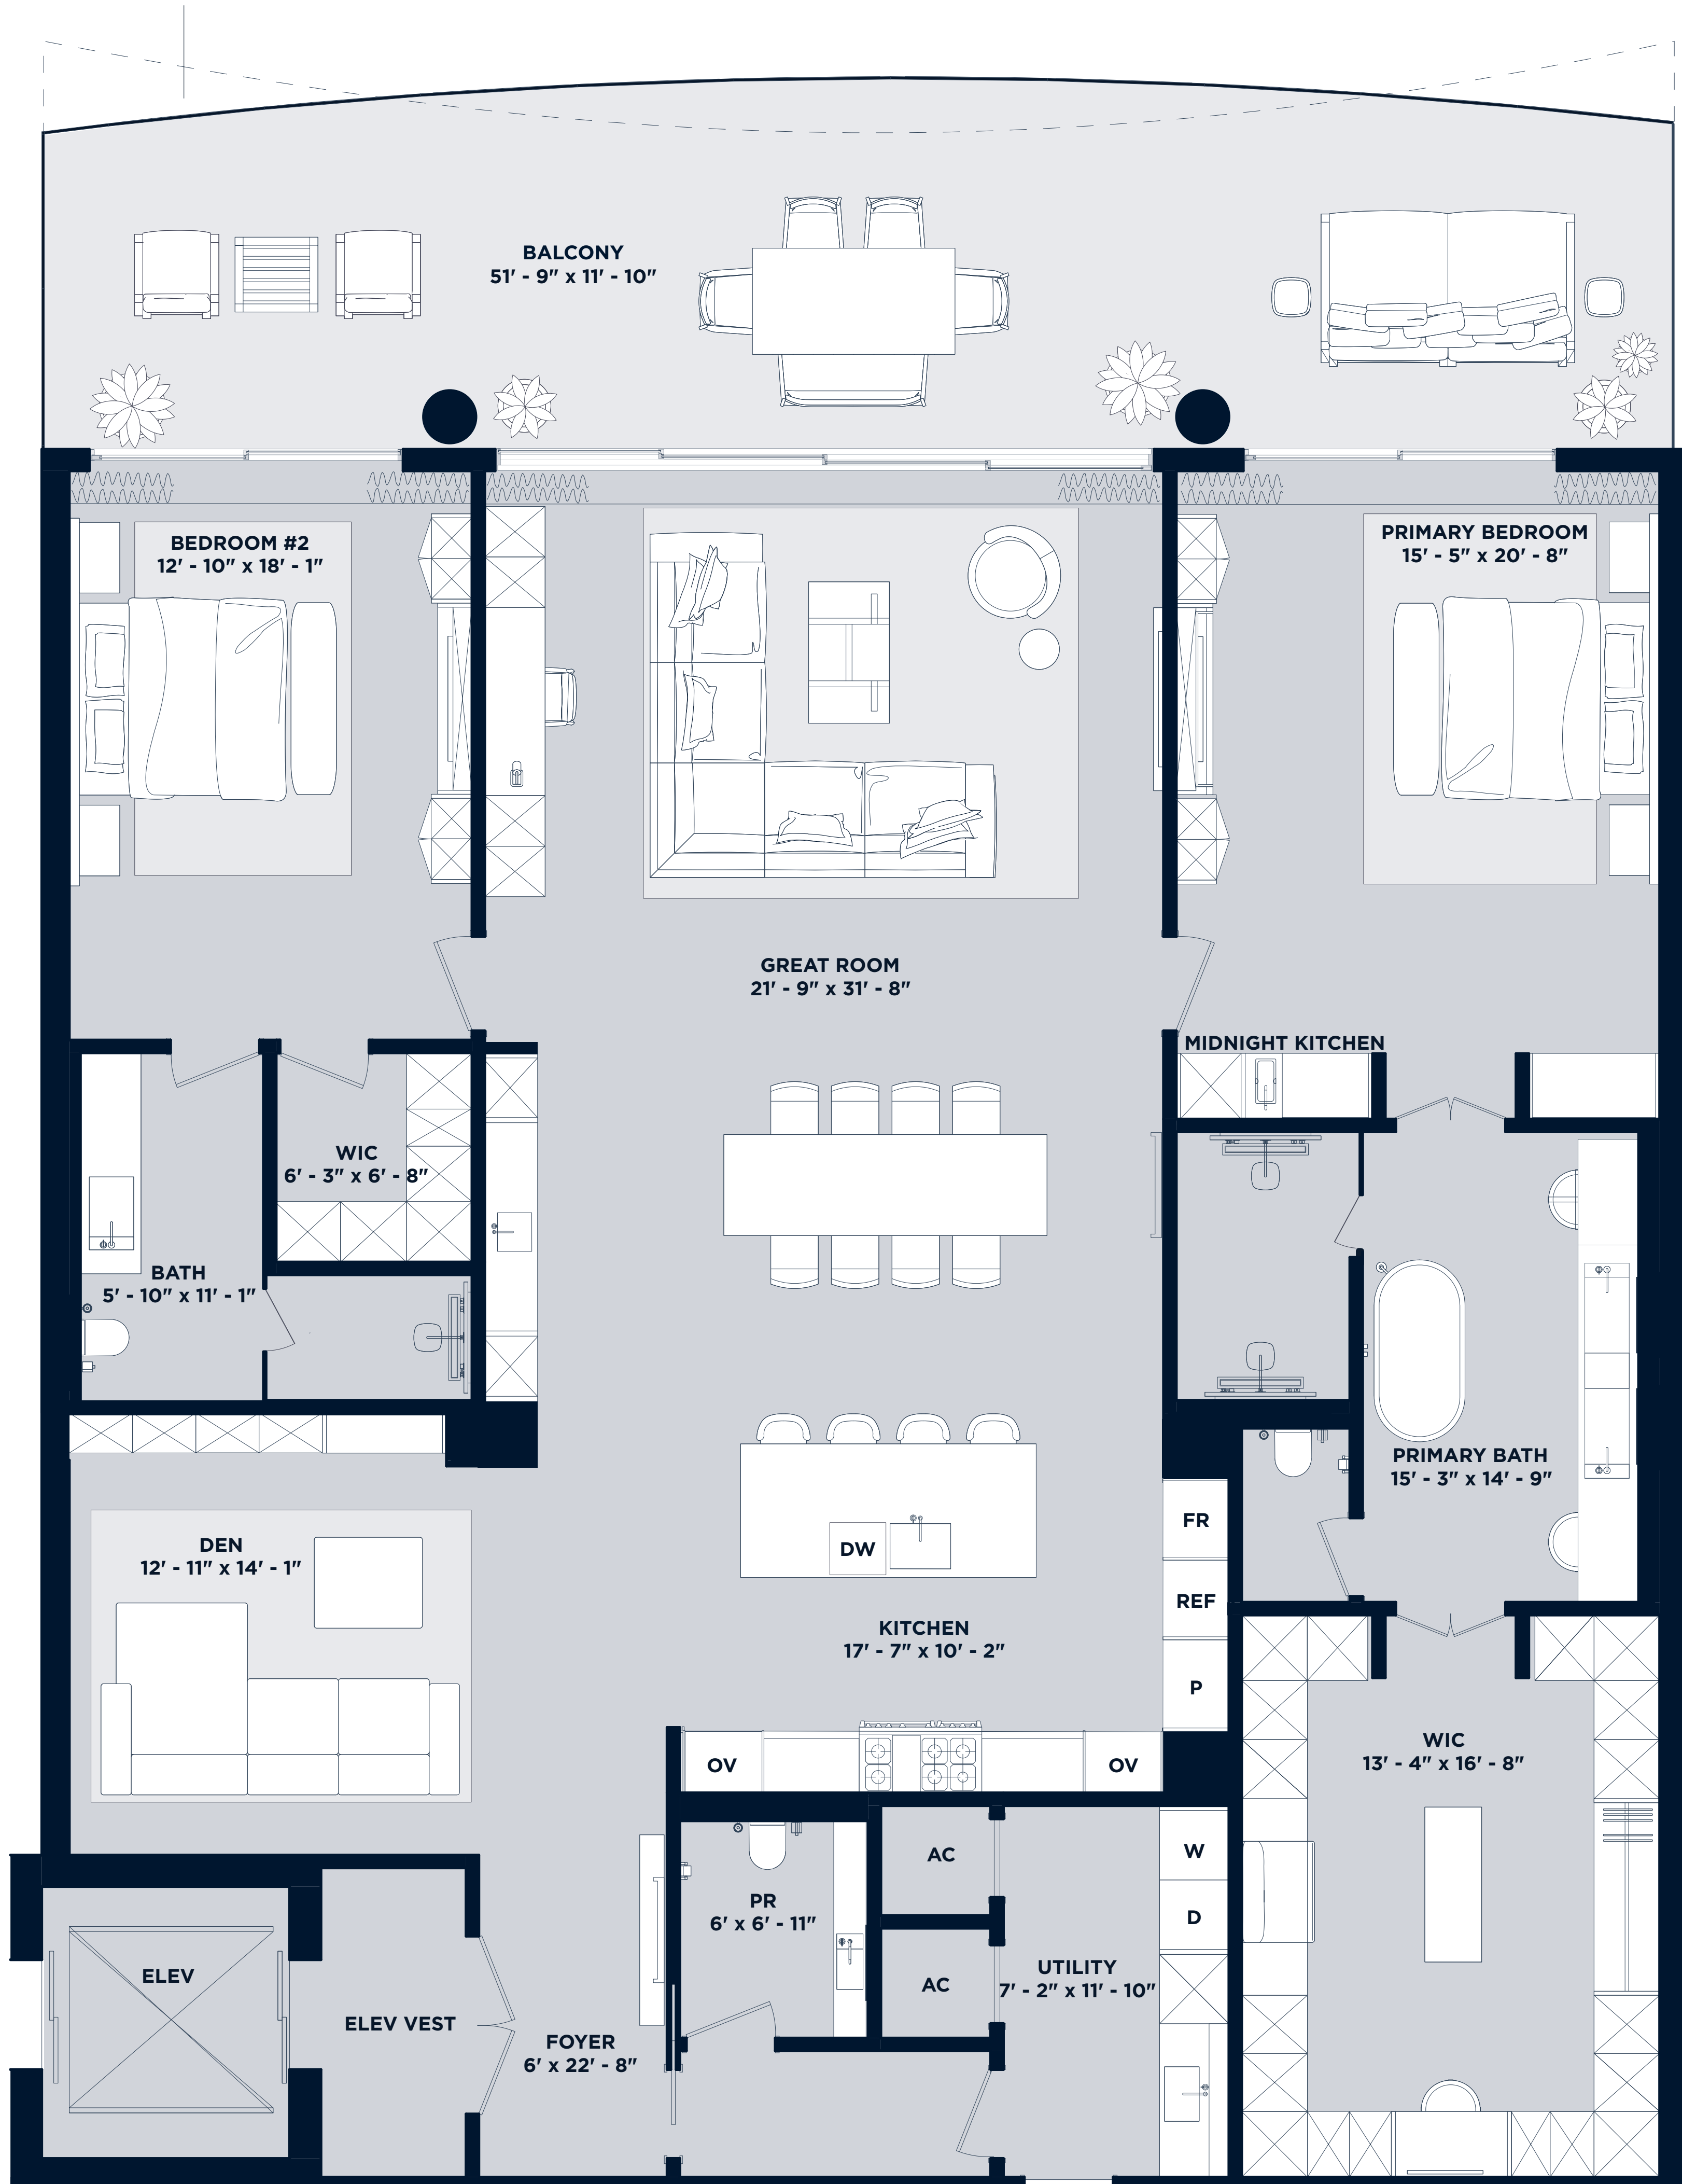 BALCONY
51' - 9" x 11' - 10"
BEDROOM #2
12' - 10" x 18' - 1"
PRIMARY BEDROOM
15' - 5" x 20' - 8"
GREAT ROOM
21' - 9" x 31' - 8"
MIDNIGHT KITCHEN
WIC
6' - 3" x 6' - 8"
BATH
5' - 10" x 11' - 1"
PRIMARY BATH
15' - 3" x 14' - 9"
DEN
12' - 11" x 14' - 1"
DW
FR
REF
P
KITCHEN
17' - 7" x 10' - 2"
OV
OV
WIC
13' - 4" x 16' - 8"
AC
W
PR
6' x 6' - 11"
D
AC
UTILITY
7' - 2" x 11' - 10"
ELEV
ELEV VEST
FOYER
6' x 22' - 8"